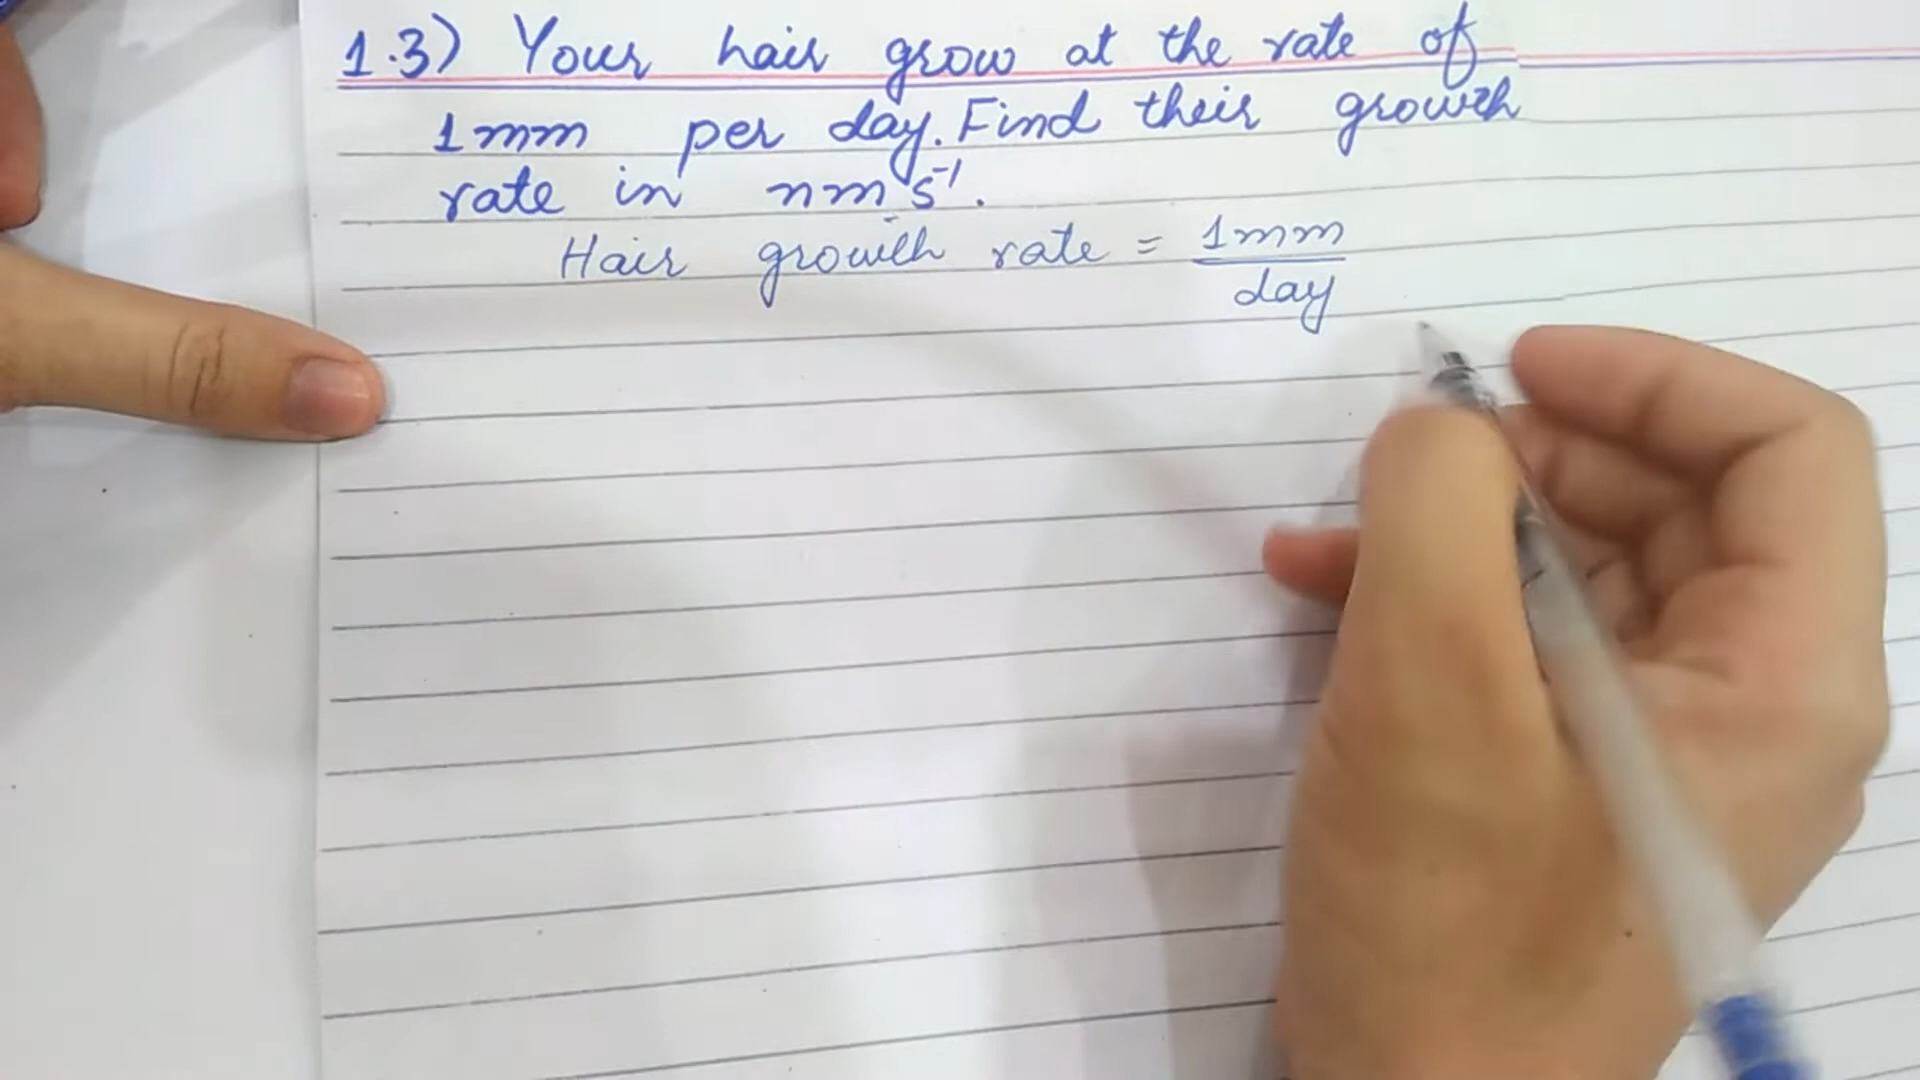 1.3) Your hair grow at the rate of
1mm per day. Find their growth
rate in nm s⁻¹.
Hair growth rate = 1mm
day